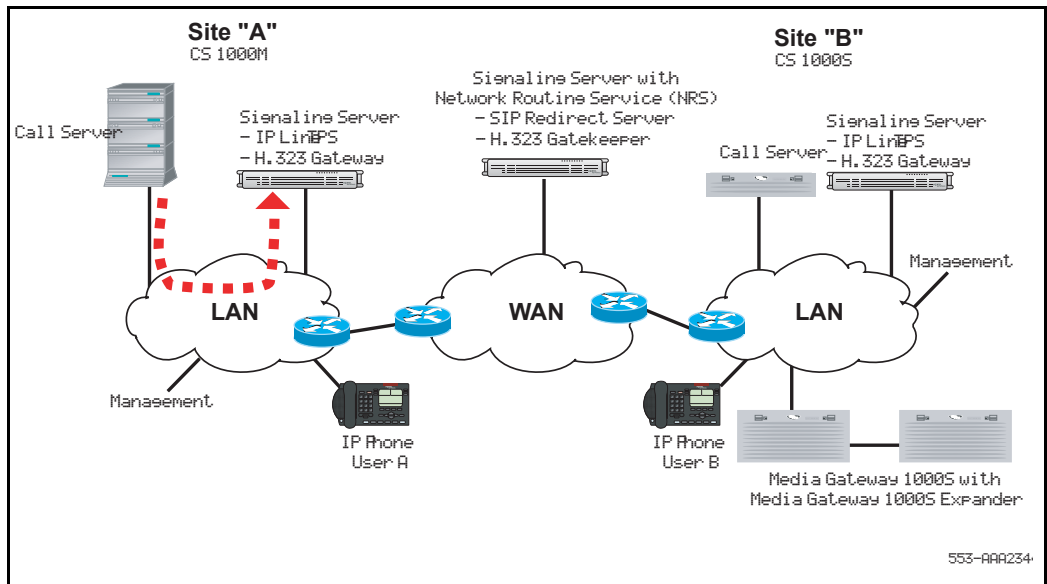 Site "A"
CS 1000M
Call Server
Signaling Server
- IP Line TPS
- H.323 Gateway
Signaling Server with
Network Routing Service (NRS)
- SIP Redirect Server
- H.323 Gatekeeper
Site "B"
CS 1000S
Call Server
Signaling Server
- IP Line TPS
- H.323 Gateway
Management
LAN
WAN
LAN
Management
IP Phone
User A
IP Phone
User B
Media Gateway 1000S with
Media Gateway 1000S Expander
553-AAA234